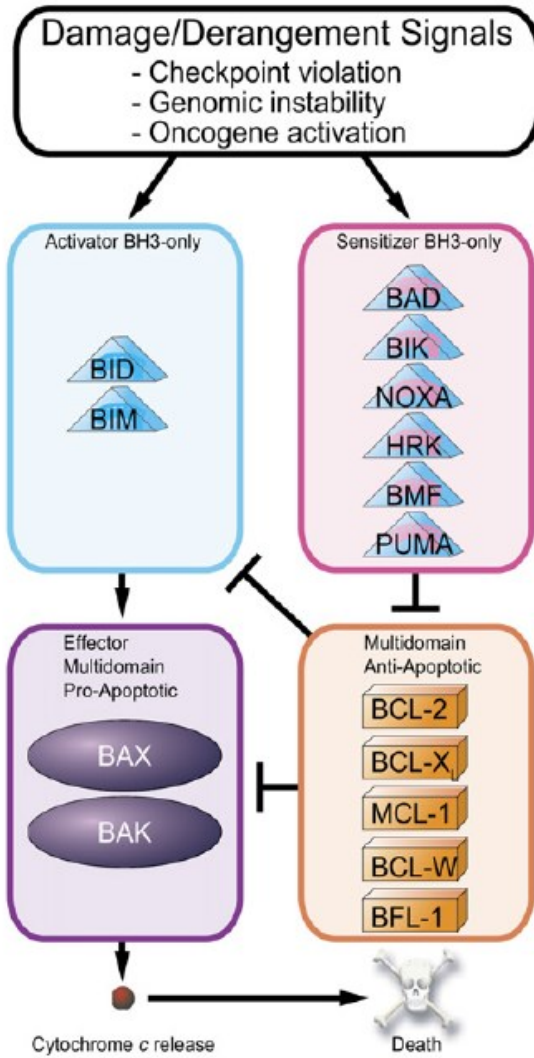 Damage/Derangement Signals
- Checkpoint violation
- Genomic instability
- Oncogene activation
Activator BH3-only
BID
BIM
Sensitizer BH3-only
BAD
BIK
NOXA
HRK
BMF
PUMA
Effector
Multidomain
Pro-Apoptotic
BAX
BAK
Multidomain
Anti-Apoptotic
BCL-2
BCL-XL
MCL-1
BCL-W
BFL-1
Cytochrome c release
Death